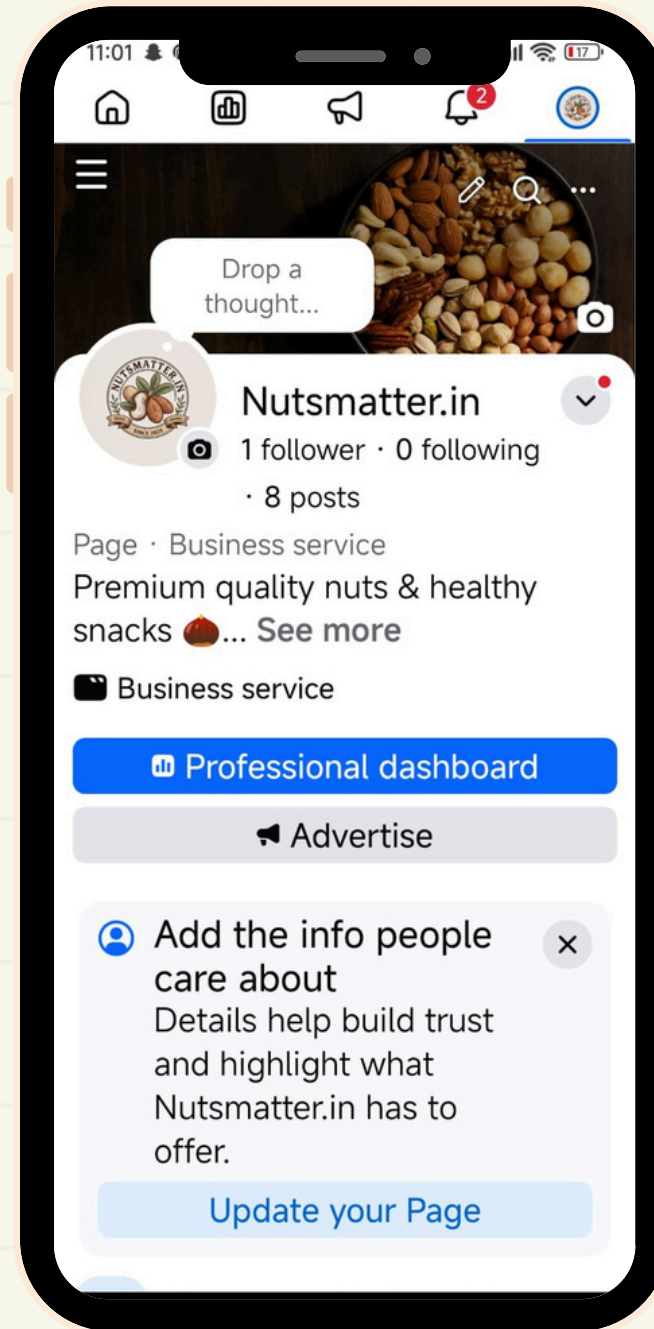 11:01
17
2
Drop a
thought...
NUTSMATTER.IN
SINCE 2025
Nutsmatter.in
1 follower · 0 following
· 8 posts
Page · Business service
Premium quality nuts & healthy
snacks 🌰... See more
Business service
Professional dashboard
Advertise
Add the info people
care about
Details help build trust
and highlight what
Nutsmatter.in has to
offer.
Update your Page